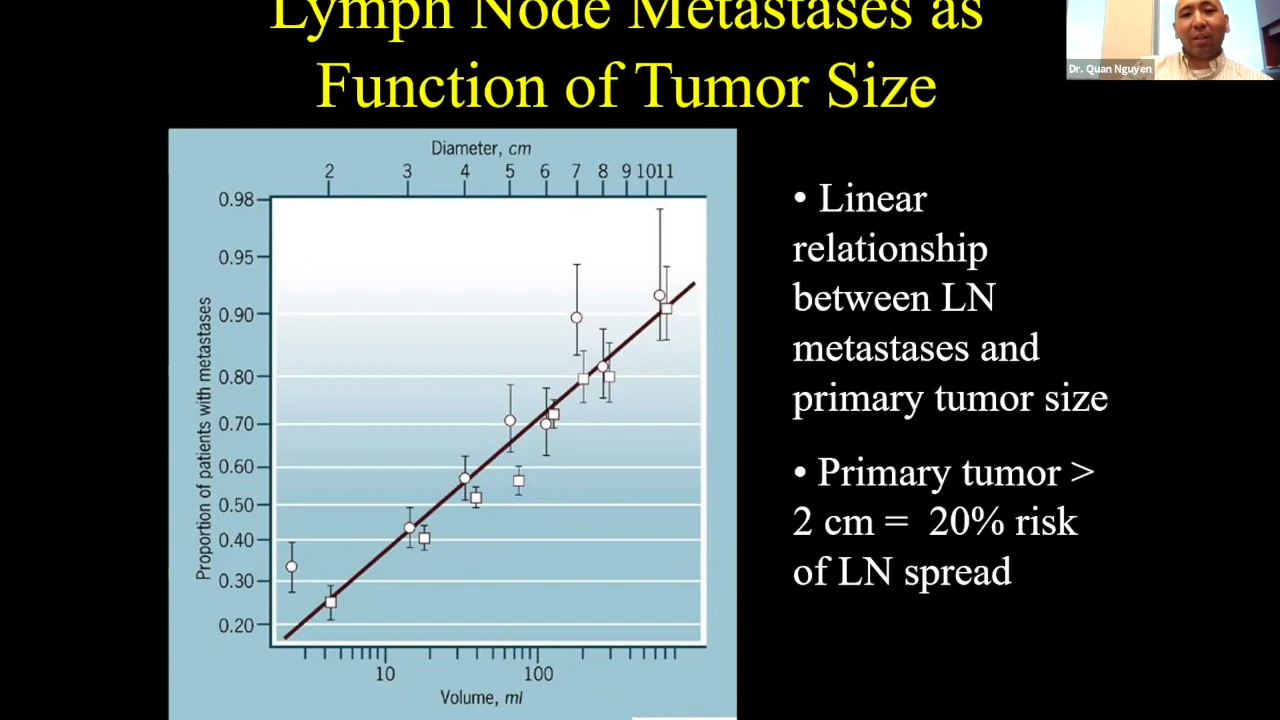 Lymph Node Metastases as
Function of Tumor Size
Dr. Quan Nguyen
Diameter, cm
2 3 4 5 6 7 8 9 10 11
0.98
0.95
0.90
0.80
0.70
0.60
0.50
0.40
0.30
0.20
Proportion of patients with metastases
10 100
Volume, ml
• Linear
relationship
between LN
metastases and
primary tumor size
• Primary tumor >
2 cm = 20% risk
of LN spread